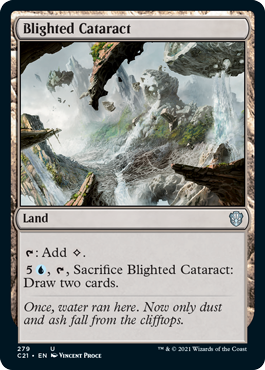 Blighted Cataract
Land
: Add .
5 , , Sacrifice Blighted Cataract:
Draw two cards.
Once, water ran here. Now only dust
and ash fall from the clifftops.
279 U
C21 • EN VINCENT PROCE
™ & © 2021 Wizards of the Coast